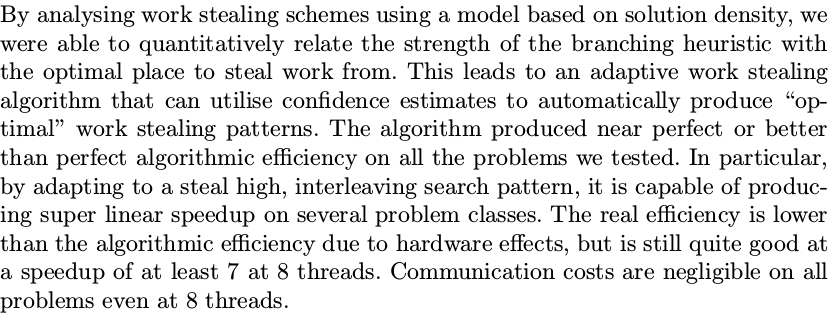 By analysing work stealing schemes using a model based on solution density, we
were able to quantitatively relate the strength of the branching heuristic with
the optimal place to steal work from. This leads to an adaptive work stealing
algorithm that can utilise confidence estimates to automatically produce “op-
timal” work stealing patterns. The algorithm produced near perfect or better
than perfect algorithmic efficiency on all the problems we tested. In particular,
by adapting to a steal high, interleaving search pattern, it is capable of produc-
ing super linear speedup on several problem classes. The real efficiency is lower
than the algorithmic efficiency due to hardware effects, but is still quite good at
a speedup of at least 7 at 8 threads. Communication costs are negligible on all
problems even at 8 threads.